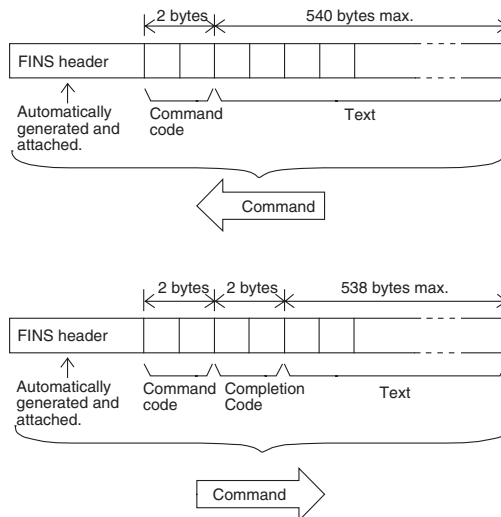 2 bytes
540 bytes max.
FINS header
Automatically
generated and
attached.
Command
code
Text
Command
2 bytes
2 bytes
538 bytes max.
FINS header
Automatically
generated and
attached.
Command
code
Completion
Code
Text
Command